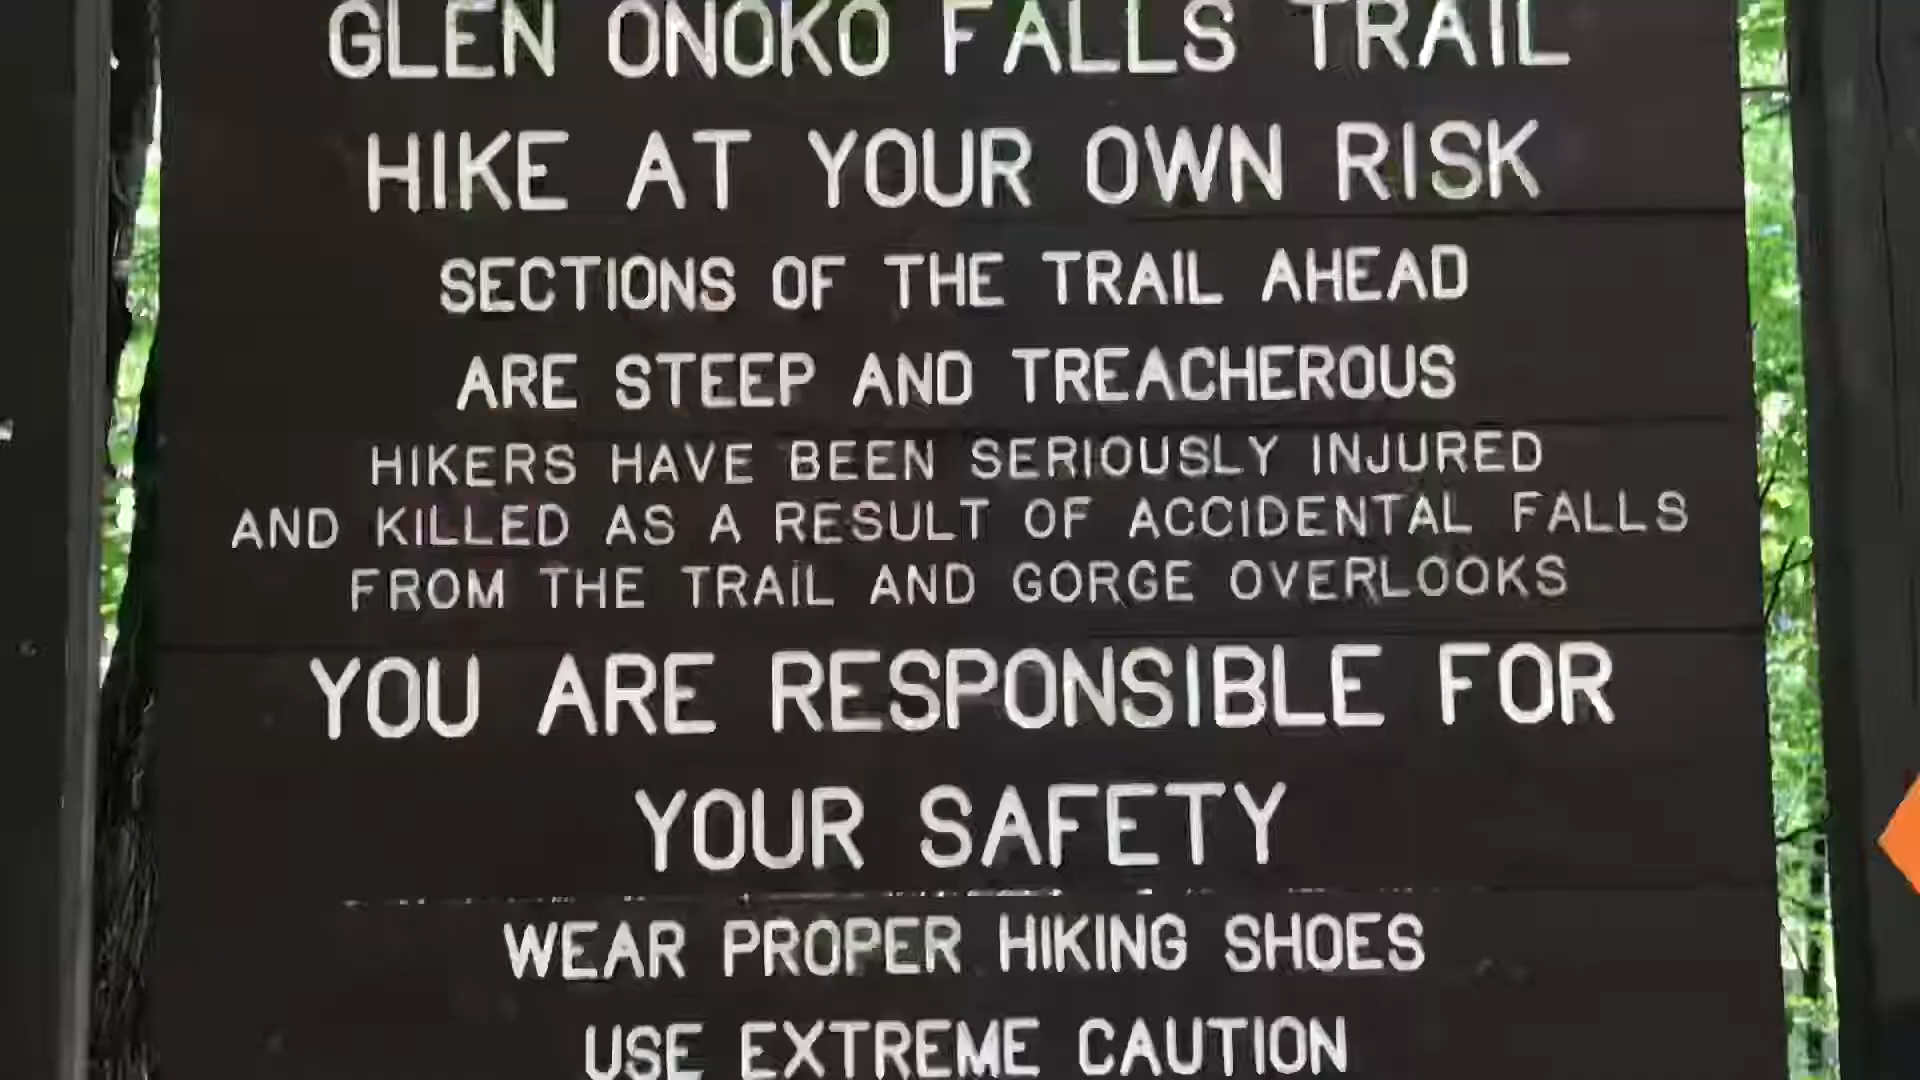 GLEN ONOKO FALLS TRAIL
HIKE AT YOUR OWN RISK
SECTIONS OF THE TRAIL AHEAD
ARE STEEP AND TREACHEROUS
HIKERS HAVE BEEN SERIOUSLY INJURED
AND KILLED AS A RESULT OF ACCIDENTAL FALLS
FROM THE TRAIL AND GORGE OVERLOOKS
YOU ARE RESPONSIBLE FOR
YOUR SAFETY
WEAR PROPER HIKING SHOES
USE EXTREME CAUTION